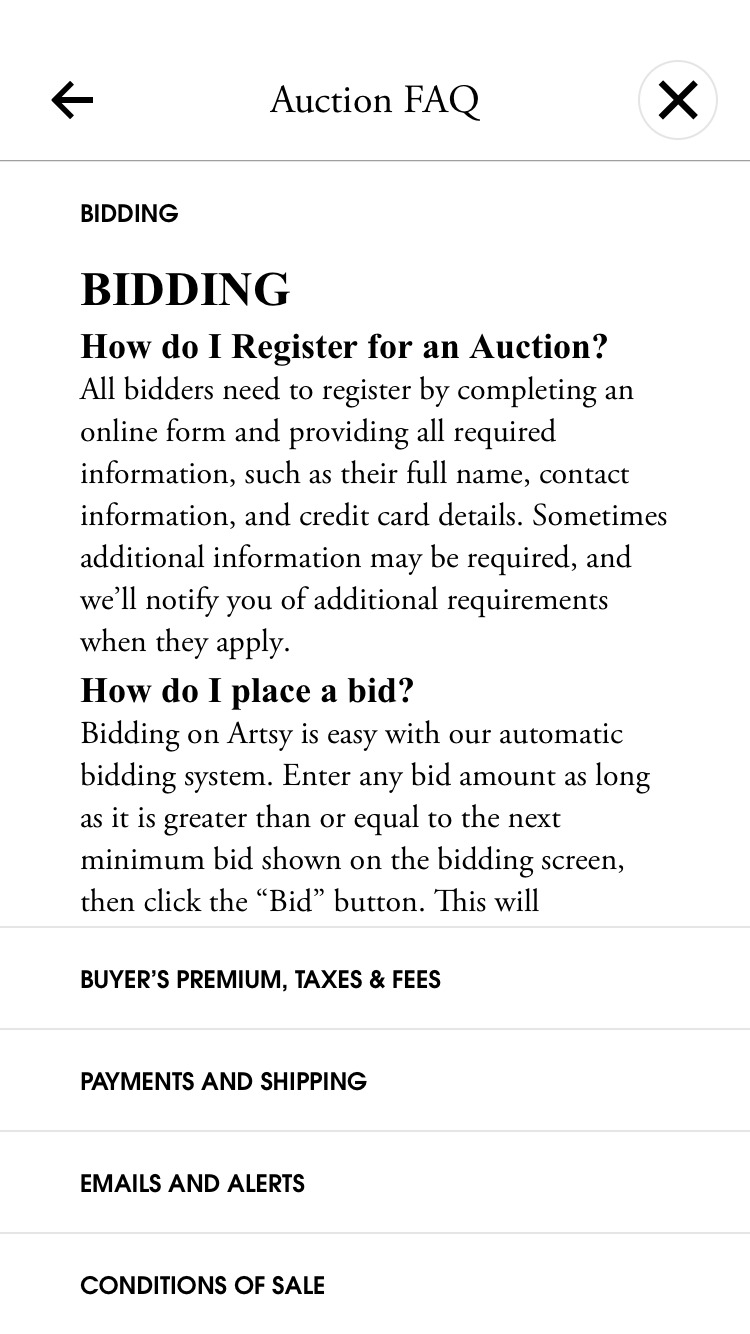 Auction FAQ
BIDDING
BIDDING
How do I Register for an Auction?
All bidders need to register by completing an
online form and providing all required
information, such as their full name, contact
information, and credit card details. Sometimes
additional information may be required, and
we’ll notify you of additional requirements
when they apply.
How do I place a bid?
Bidding on Artsy is easy with our automatic
bidding system. Enter any bid amount as long
as it is greater than or equal to the next
minimum bid shown on the bidding screen,
then click the “Bid” button. This will
BUYER’S PREMIUM, TAXES & FEES
PAYMENTS AND SHIPPING
EMAILS AND ALERTS
CONDITIONS OF SALE